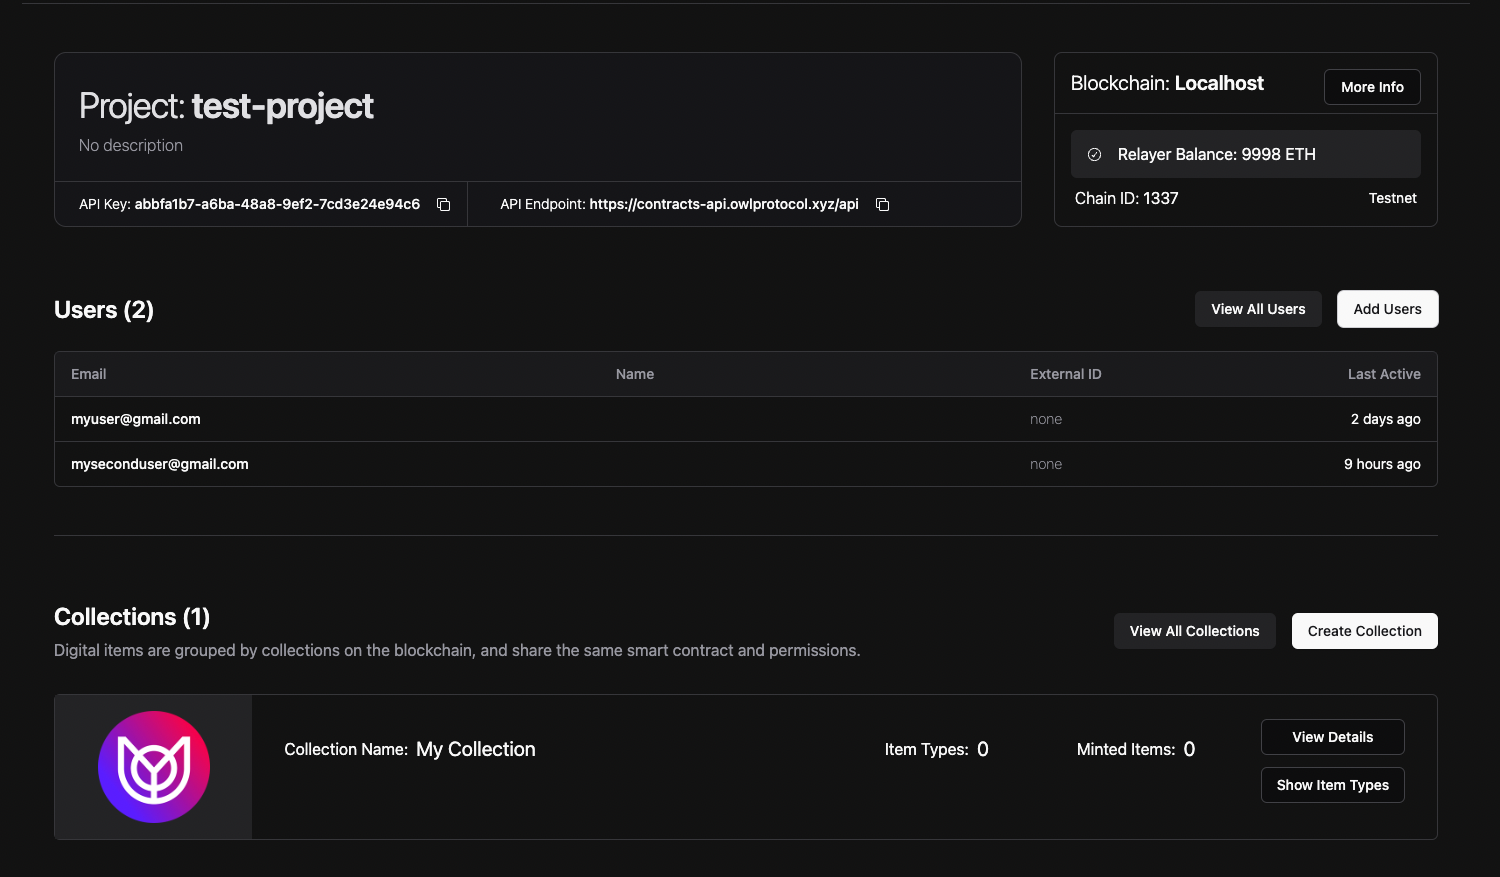 Project: test-project
No description
API Key: abbfa1b7-a6ba-48a8-9ef2-7cd3e24e94c6
API Endpoint: https://contracts-api.owlprotocol.xyz/api
Blockchain: Localhost
More Info
Relayer Balance: 9998 ETH
Chain ID: 1337
Testnet
Users (2)
View All Users
Add Users
Email Name External ID Last Active
myuser@gmail.com none 2 days ago
myseconduser@gmail.com none 9 hours ago
Collections (1)
Digital items are grouped by collections on the blockchain, and share the same smart contract and permissions.
View All Collections
Create Collection
Collection Name: My Collection
Item Types: 0
Minted Items: 0
View Details
Show Item Types